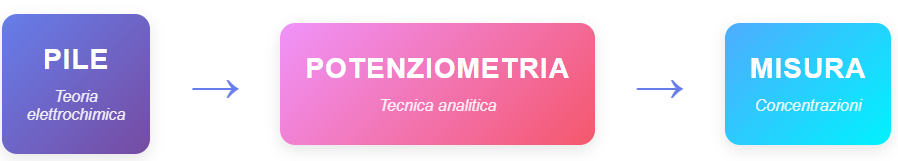 PILE
Teoria
elettrochimica
→
POTENZIOMETRIA
Tecnica analitica
→
MISURA
Concentrazioni